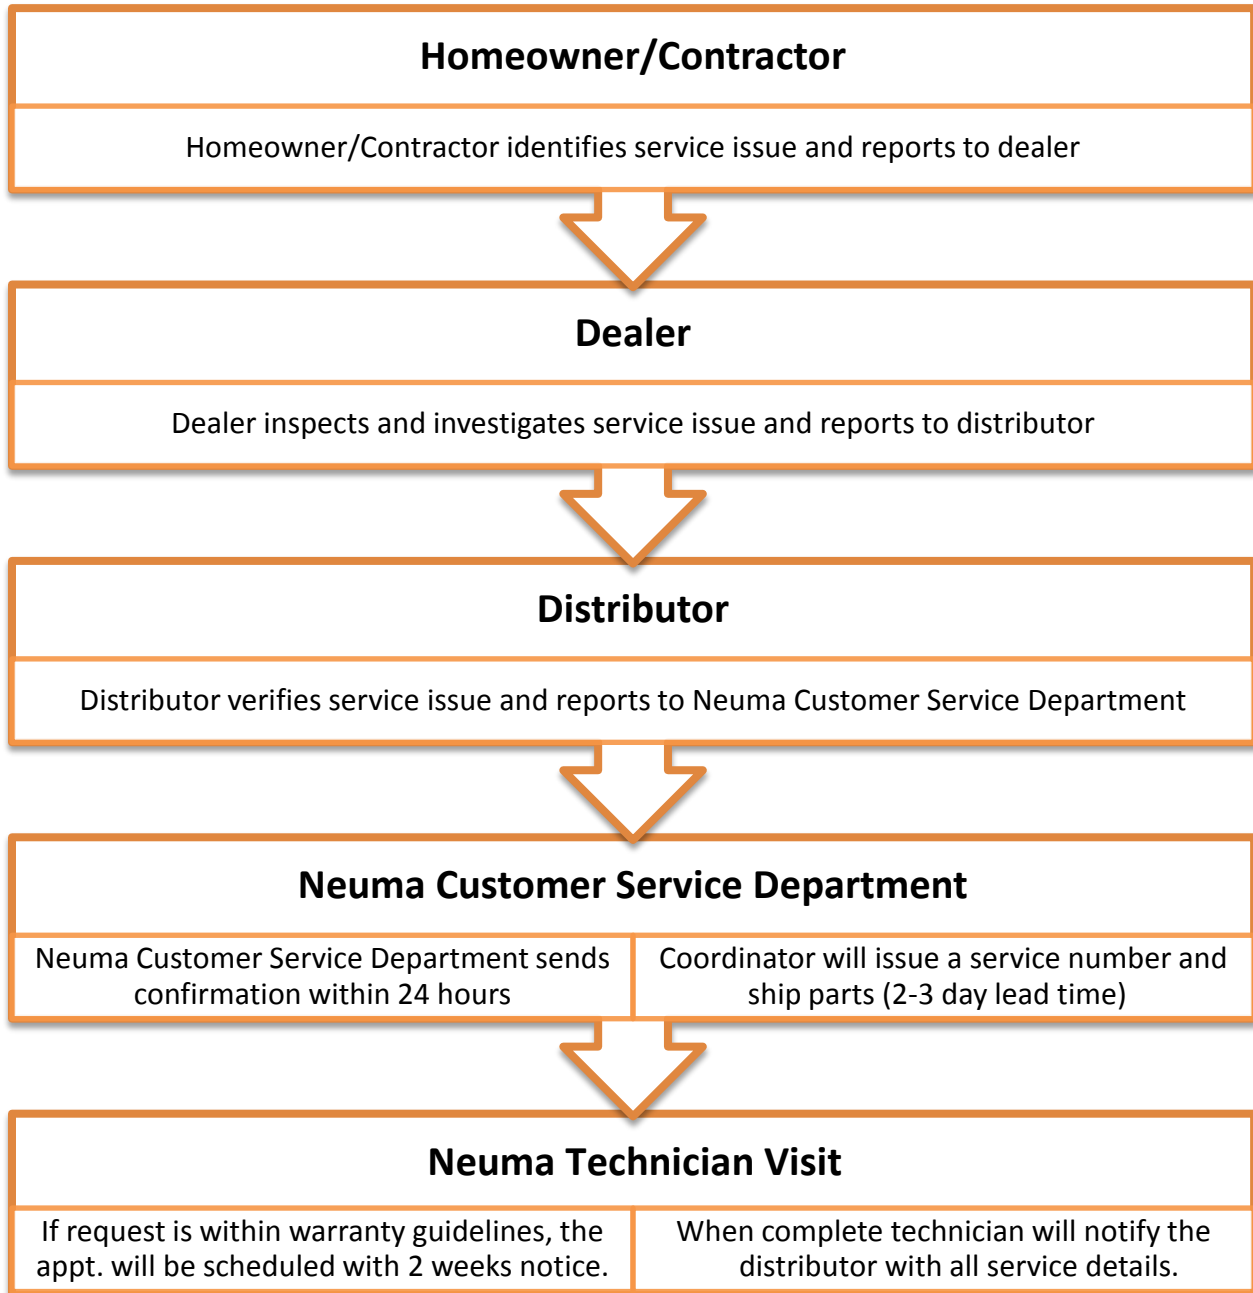 Homeowner/Contractor
Homeowner/Contractor identifies service issue and reports to dealer
Dealer
Dealer inspects and investigates service issue and reports to distributor
Distributor
Distributor verifies service issue and reports to Neuma Customer Service Department
Neuma Customer Service Department
Neuma Customer Service Department sends
confirmation within 24 hours
Coordinator will issue a service number and
ship parts (2-3 day lead time)
Neuma Technician Visit
If request is within warranty guidelines, the
appt. will be scheduled with 2 weeks notice.
When complete technician will notify the
distributor with all service details.